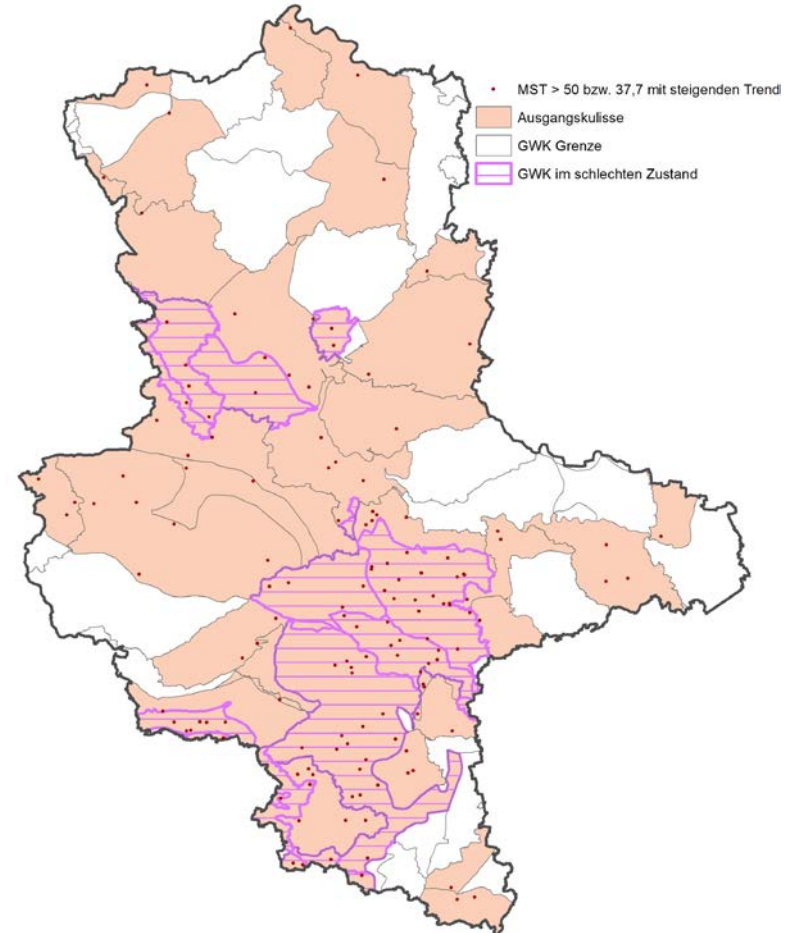 MST > 50 bzw. 37,7 mit steigenden Trend
Ausgangskulisse
GWK Grenze
GWK im schlechten Zustand